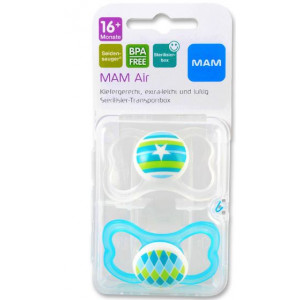 16+
Monate
BPA
FREE
MAM
MAM Air
Kiefergerecht, extra-leicht und luftig
Sterilisier-Transportbox